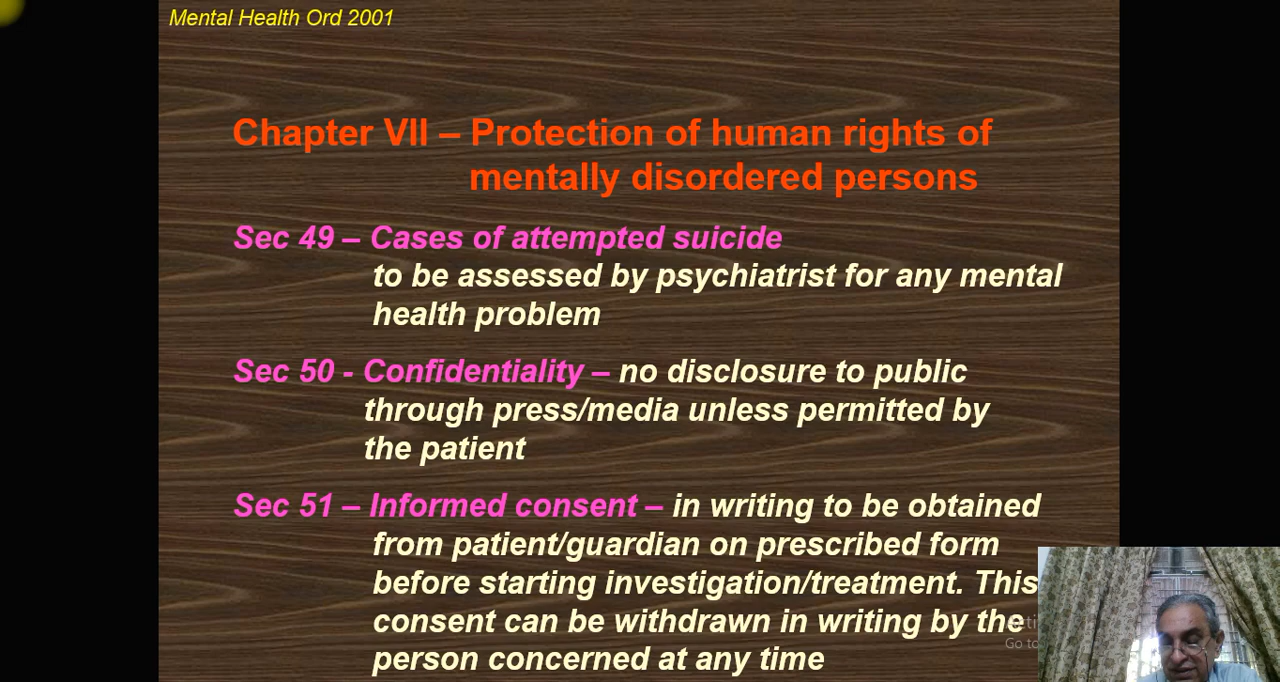 Mental Health Ord 2001
Chapter VII – Protection of human rights of
mentally disordered persons
Sec 49 – Cases of attempted suicide
to be assessed by psychiatrist for any mental
health problem
Sec 50 - Confidentiality – no disclosure to public
through press/media unless permitted by
the patient
Sec 51 – Informed consent – in writing to be obtained
from patient/guardian on prescribed form
before starting investigation/treatment. This
consent can be withdrawn in writing by the
person concerned at any time
Go to